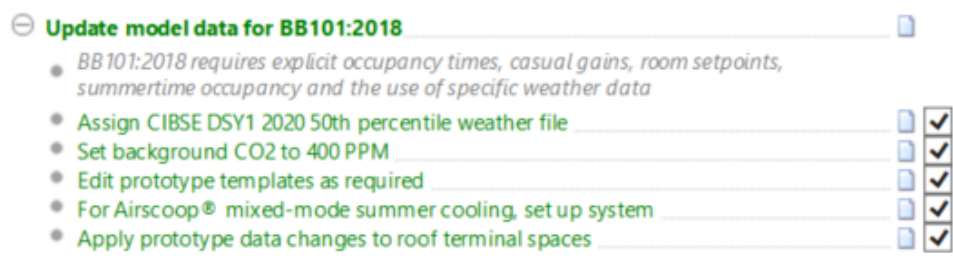 Update model data for BB101:2018
BB101:2018 requires explicit occupancy times, casual gains, room setpoints,
summertime occupancy and the use of specific weather data
Assign CIBSE DSY1 2020 50th percentile weather file
Set background CO2 to 400 PPM
Edit prototype templates as required
For Airscoop® mixed-mode summer cooling, set up system
Apply prototype data changes to roof terminal spaces